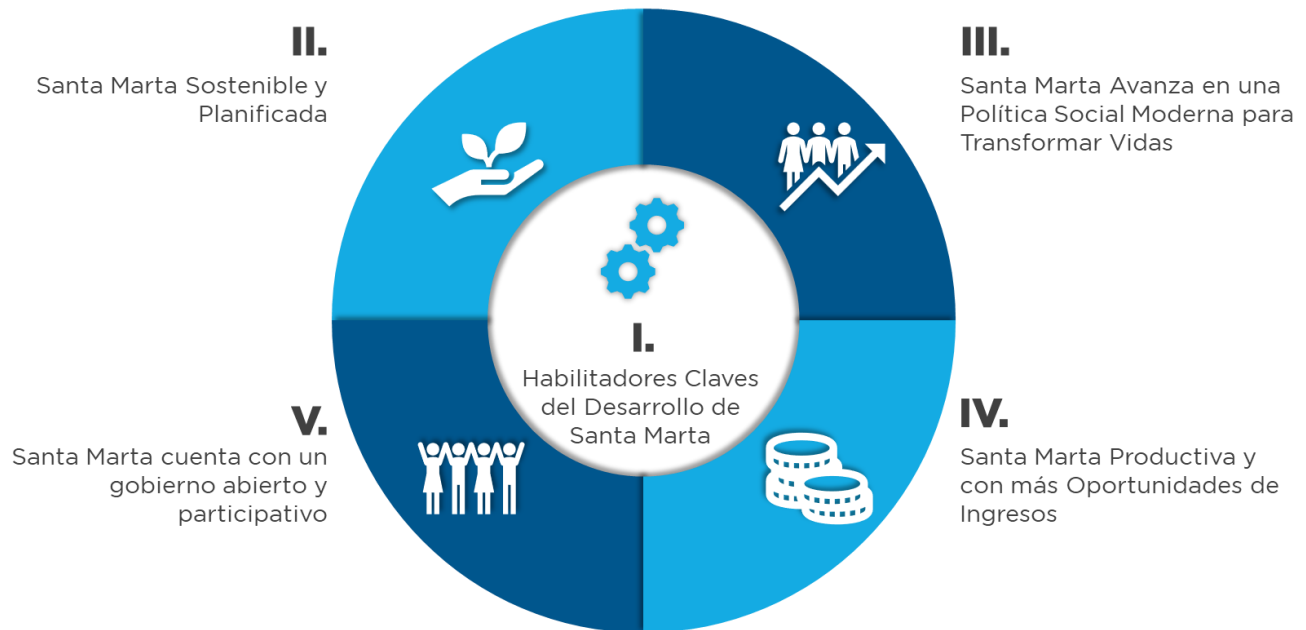 II.
Santa Marta Sostenible y
Planificada
III.
Santa Marta Avanza en una
Política Social Moderna para
Transformar Vidas
I.
Habilitadores Claves
del Desarrollo de
Santa Marta
V.
Santa Marta cuenta con un
gobierno abierto y
participativo
IV.
Santa Marta Productiva y
con más Oportunidades de
Ingresos